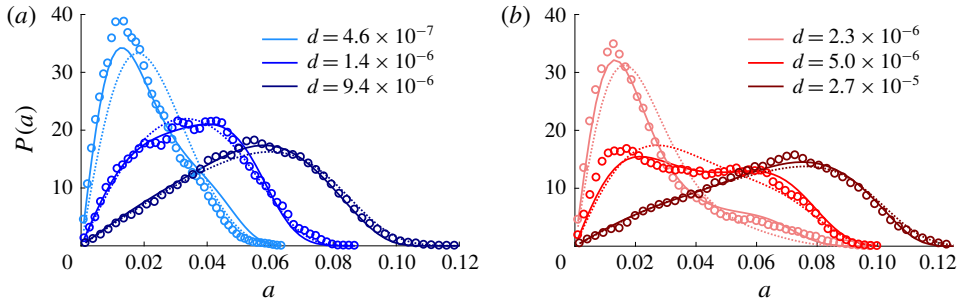 (a)
40
30
20
10
0
0.02
0.04
0.06
0.08
0.10
0.12
P(a)
a
d = 4.6 × 10⁻⁷
d = 1.4 × 10⁻⁶
d = 9.4 × 10⁻⁶
(b)
40
30
20
10
0
0.02
0.04
0.06
0.08
0.10
0.12
a
d = 2.3 × 10⁻⁶
d = 5.0 × 10⁻⁶
d = 2.7 × 10⁻⁵